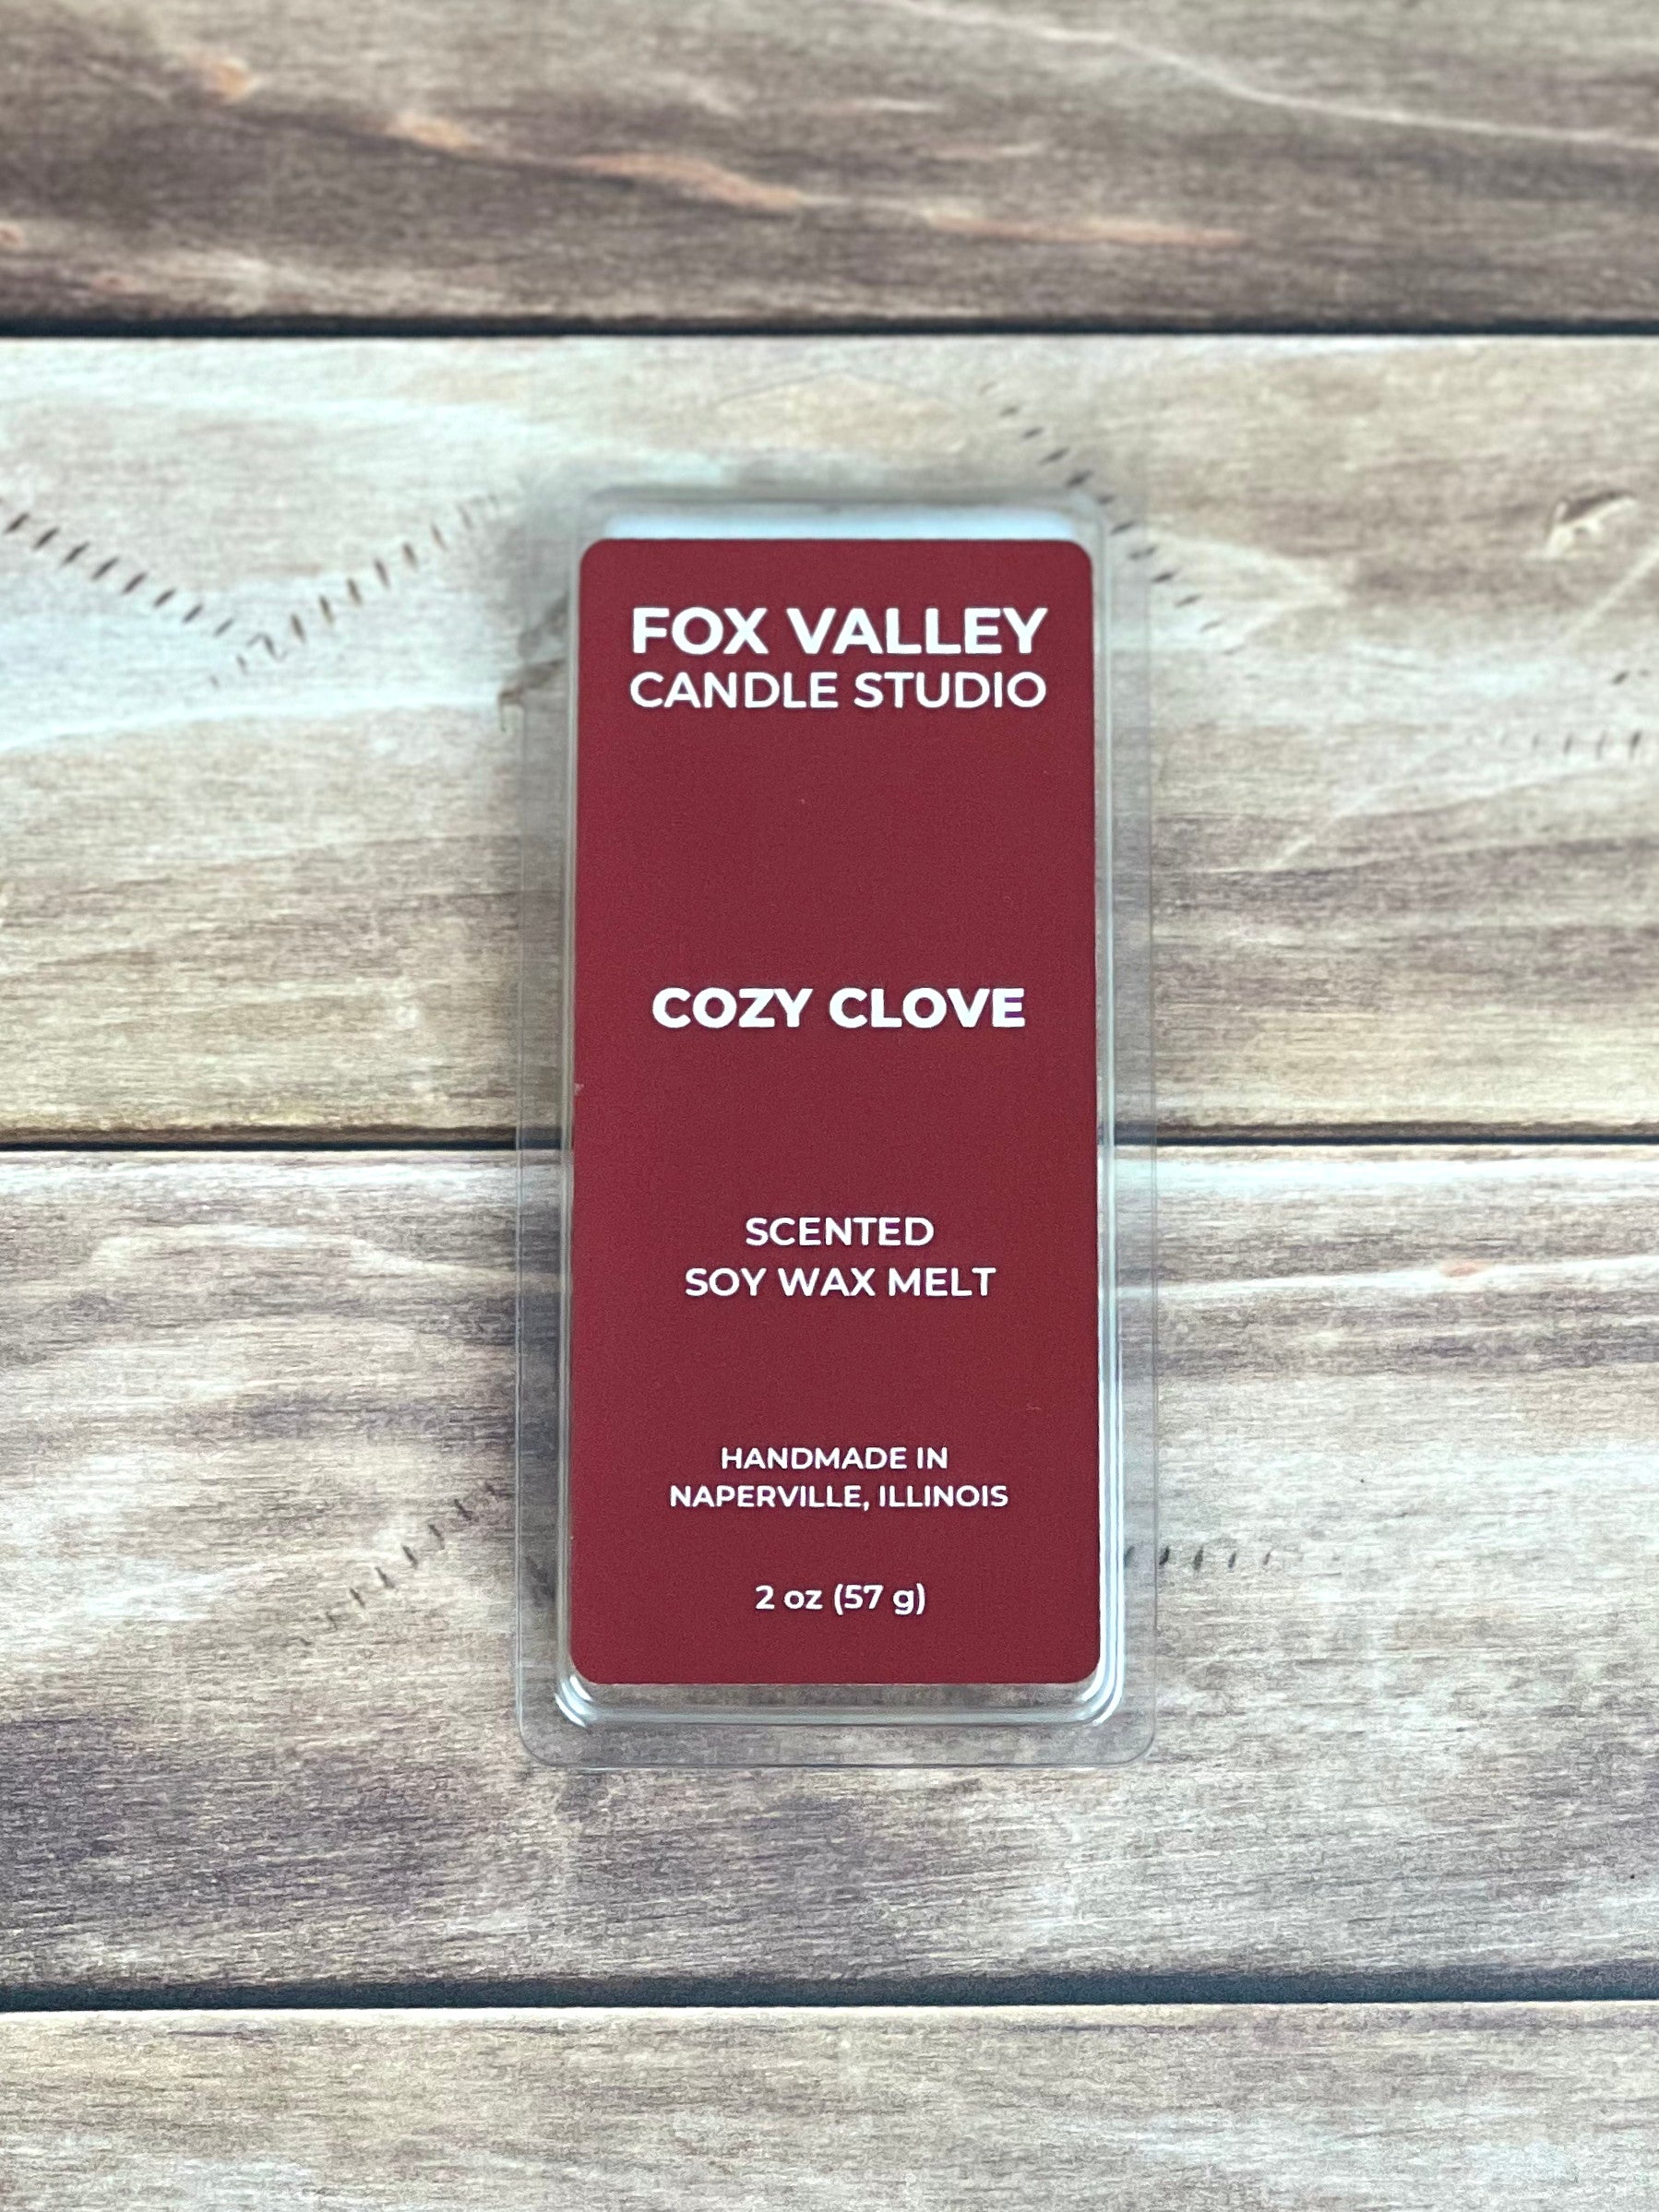 FOX VALLEY
CANDLE STUDIO
COZY CLOVE
SCENTED
SOY WAX MELT
HANDMADE IN
NAPERVILLE, ILLINOIS
2 oz (57 g)